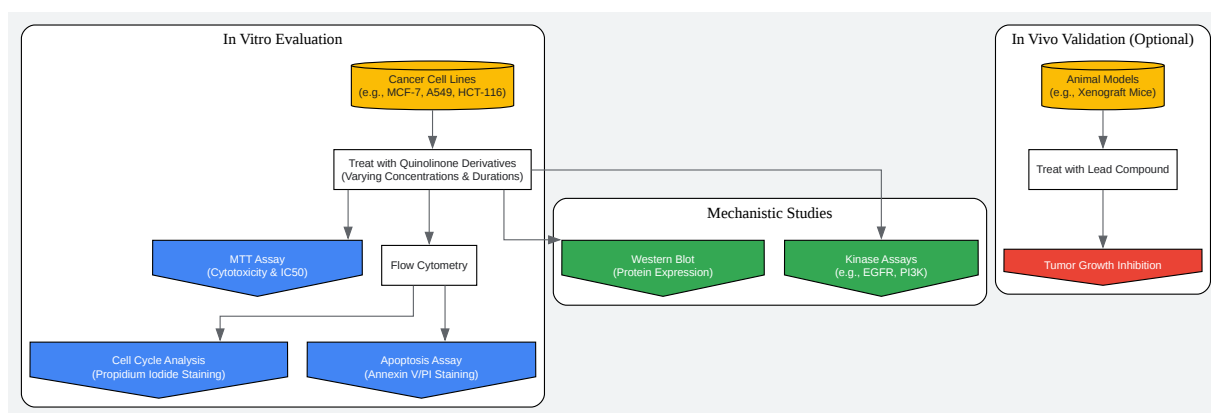 In Vitro Evaluation
Cancer Cell Lines
(e.g., MCF-7, A549, HCT-116)
Treat with Quinolinone Derivatives
(Varying Concentrations & Durations)
MTT Assay
(Cytotoxicity & IC50)
Flow Cytometry
Cell Cycle Analysis
(Propidium Iodide Staining)
Apoptosis Assay
(Annexin V/PI Staining)
Mechanistic Studies
Western Blot
(Protein Expression)
Kinase Assays
(e.g., EGFR, PI3K)
In Vivo Validation (Optional)
Animal Models
(e.g., Xenograft Mice)
Treat with Lead Compound
Tumor Growth Inhibition